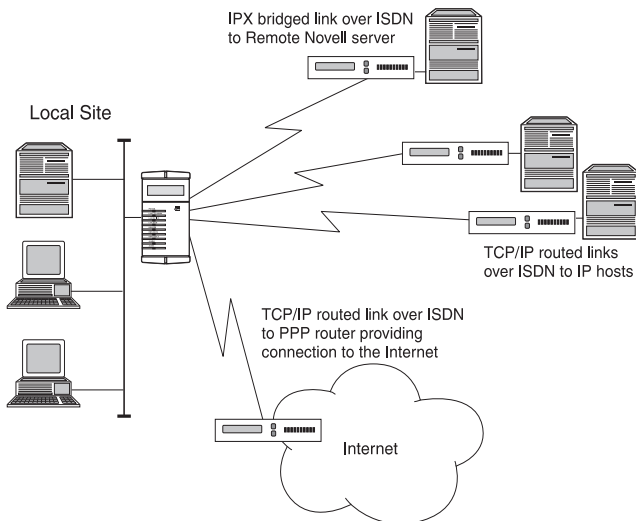 IPX bridged link over ISDN
to Remote Novell server
Local Site
TCP/IP routed links
over ISDN to IP hosts
TCP/IP routed link over ISDN
to PPP router providing
connection to the Internet
Internet